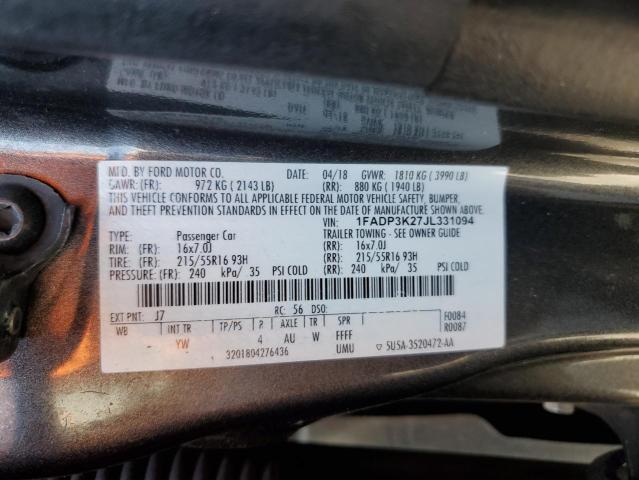 MFD. BY FORD MOTOR CO. DATE: 04/18 GVWR: 1810 KG ( 3990 LB)
GAWR: (FR): 972 KG ( 2143 LB) (RR): 880 KG ( 1940 LB)
THIS VEHICLE CONFORMS TO ALL APPLICABLE FEDERAL MOTOR VEHICLE SAFETY, BUMPER,
AND THEFT PREVENTION STANDARDS IN EFFECT ON THE DATE OF MANUFACTURE SHOWN ABOVE.
VIN: 1FADP3K27JL331094
TYPE: Passenger Car TRAILER TOWING - SEE OWNER GUIDE
RIM: (FR): 16x7.0J (RR): 16x7.0J
TIRE: (FR): 215/55R16 93H (RR): 215/55R16 93H
PRESSURE: (FR): 240 kPa/ 35 PSI COLD (RR): 240 kPa/ 35 PSI COLD
EXT PNT: J7 RC: 56 DSO: F0084
WB INT TR TP/PS R AXLE TR SPR R0087
YW 4 AU W FFFF
3201804276436 UMU 5U5A-3520472-AA